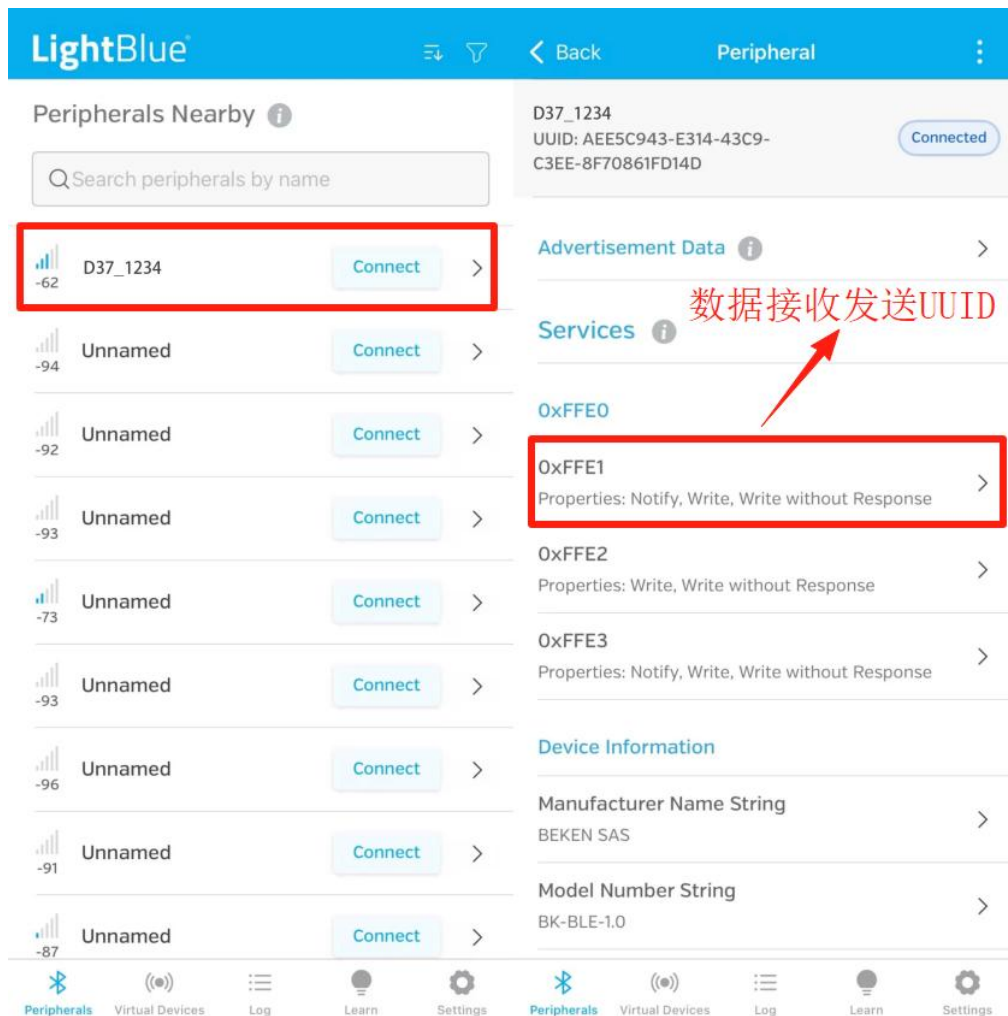 LightBlue
Peripherals Nearby
Search peripherals by name
-62
D37_1234
Connect
-94
Unnamed
Connect
-92
Unnamed
Connect
-93
Unnamed
Connect
-73
Unnamed
Connect
-93
Unnamed
Connect
-96
Unnamed
Connect
-91
Unnamed
Connect
-87
Unnamed
Connect
Peripherals
Virtual Devices
Log
Learn
Settings
Back
Peripheral
D37_1234
UUID: AEE5C943-E314-43C9-
C3EE-8F70861FD14D
Connected
Advertisement Data
数据接收发送UUID
Services
0xFFE0
0xFFE1
Properties: Notify, Write, Write without Response
0xFFE2
Properties: Write, Write without Response
0xFFE3
Properties: Notify, Write, Write without Response
Device Information
Manufacturer Name String
BEKEN SAS
Model Number String
BK-BLE-1.0
Peripherals
Virtual Devices
Log
Learn
Settings